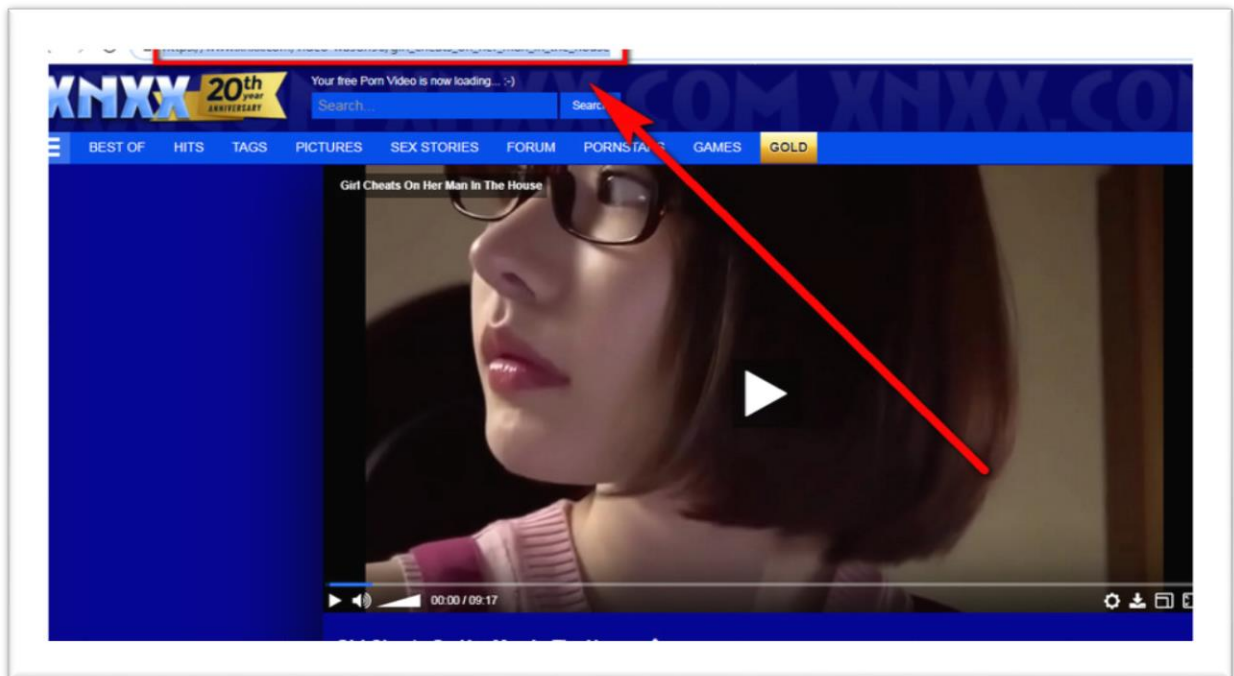 XNXX 20th year ANNIVERSARY
Your free Porn Video is now loading... :-)
Search...
BEST OF HITS TAGS PICTURES SEX STORIES FORUM GAMES GOLD
Girl Cheats On Her Man In The House
00:00 / 09:17